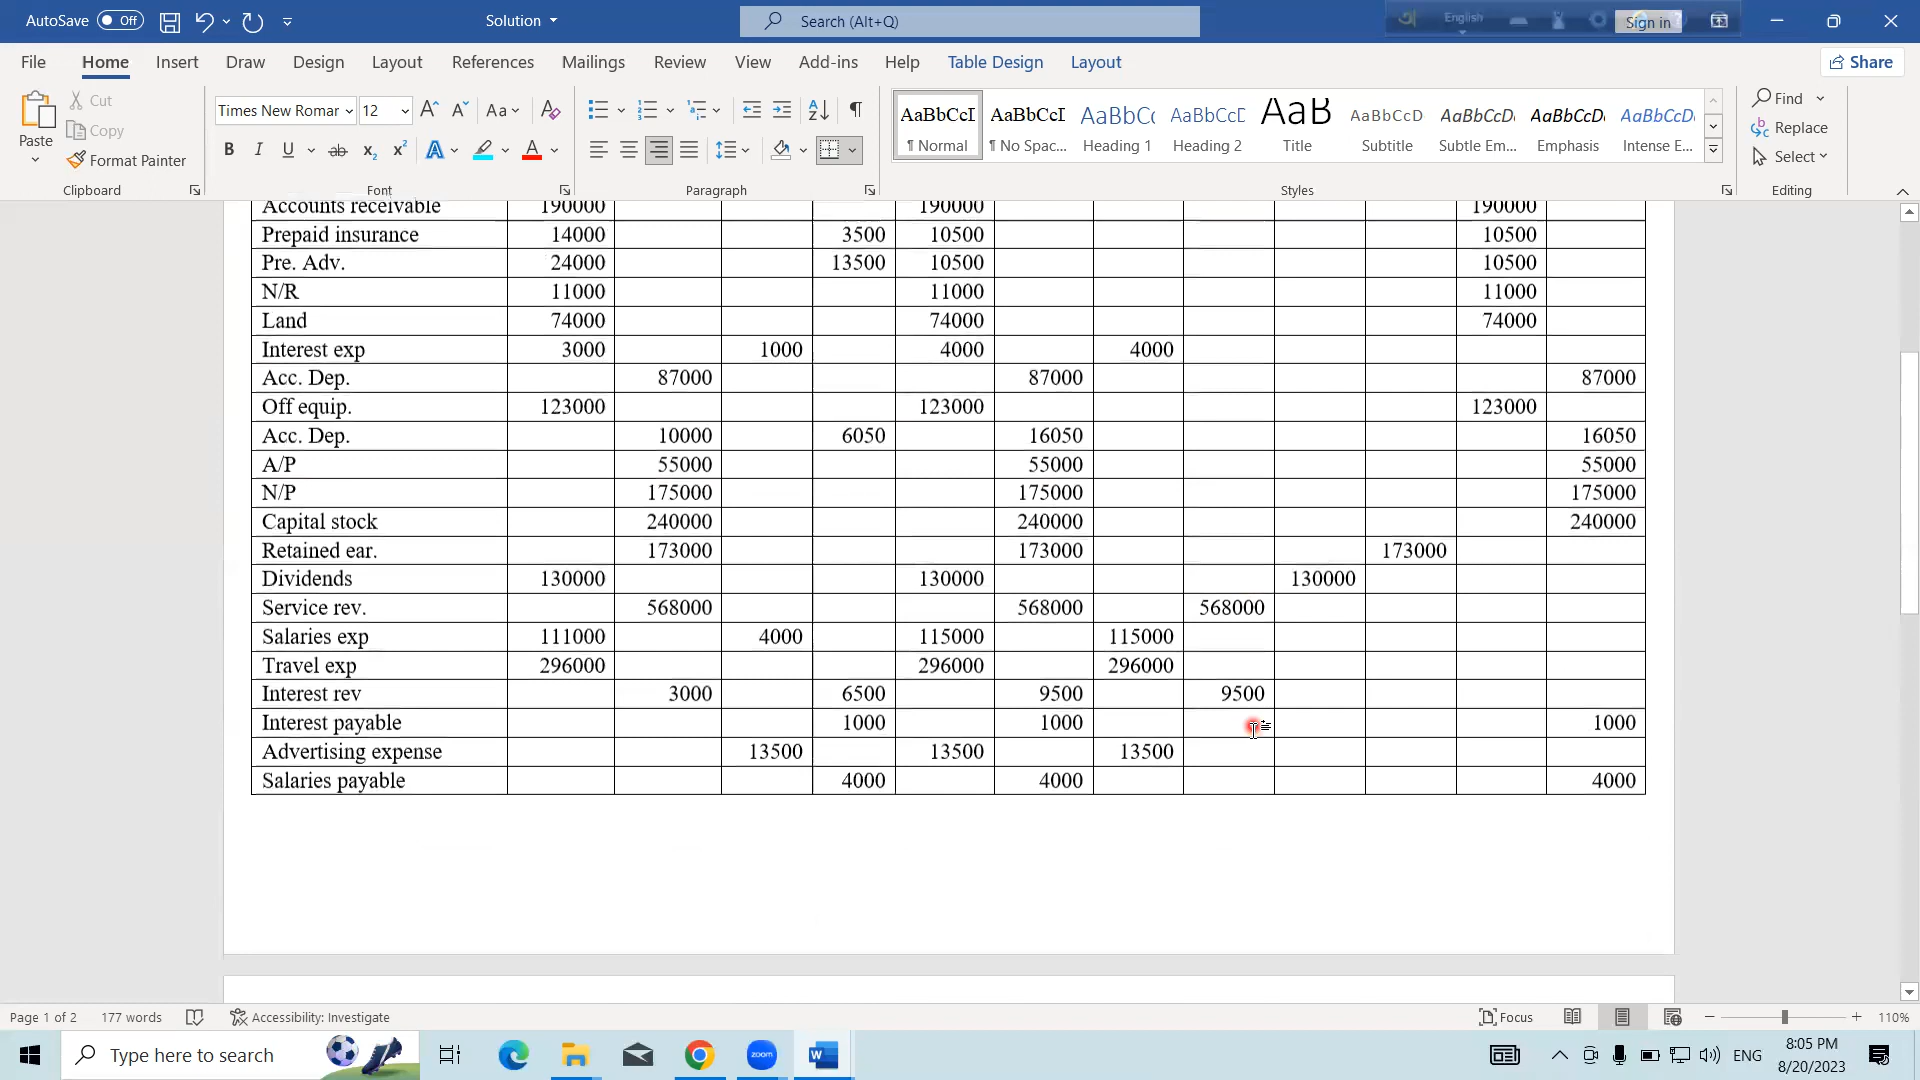 AutoSave Off Solution Search (Alt+Q) English Sign in
File Home Insert Draw Design Layout References Mailings Review View Add-ins Help Table Design Layout Share
Paste Cut Copy Format Painter Clipboard
Times New Romar 12 Aa Font
B I U ab x₂ x² A A
Paragraph
AaBbCcI ¶ Normal
AaBbCcI ¶ No Spac...
AaBbCc Heading 1
AaBbCcD Heading 2
AaB Title
AaBbCcD Subtitle
AaBbCcD Subtle Em...
AaBbCcD Emphasis
AaBbCcD Intense E...
Styles
Find Replace Select Editing
Accounts receivable 190000 190000 190000
Prepaid insurance 14000 3500 10500 10500
Pre. Adv. 24000 13500 10500 10500
N/R 11000 11000 11000
Land 74000 74000 74000
Interest exp 3000 1000 4000 4000
Acc. Dep. 87000 87000 87000
Off equip. 123000 123000 123000
Acc. Dep. 10000 6050 16050 16050
A/P 55000 55000 55000
N/P 175000 175000 175000
Capital stock 240000 240000 240000
Retained ear. 173000 173000 173000
Dividends 130000 130000 130000
Service rev. 568000 568000 568000
Salaries exp 111000 4000 115000 115000
Travel exp 296000 296000 296000
Interest rev 3000 6500 9500 9500
Interest payable 1000 1000 1000
Advertising expense 13500 13500 13500
Salaries payable 4000 4000 4000
Page 1 of 2 177 words Accessibility: Investigate Focus 110%
Type here to search zoom W ENG 8:05 PM
8/20/2023